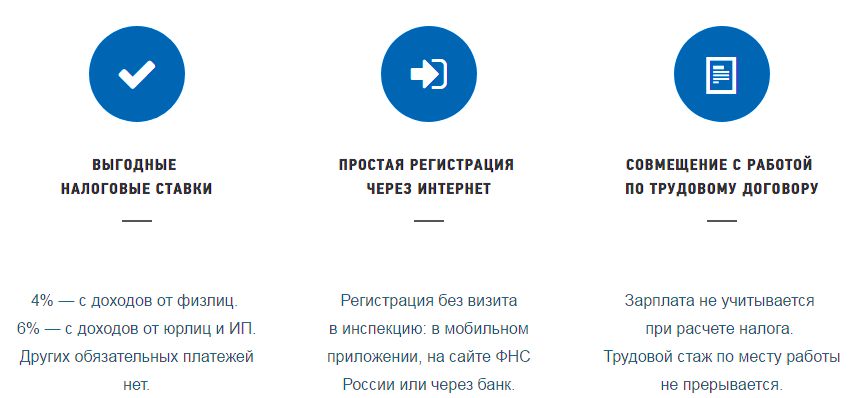 ВЫГОДНЫЕ
НАЛОГОВЫЕ СТАВКИ
4% — с доходов от физлиц.
6% — с доходов от юрлиц и ИП.
Других обязательных платежей
нет.
ПРОСТАЯ РЕГИСТРАЦИЯ
ЧЕРЕЗ ИНТЕРНЕТ
Регистрация без визита
в инспекцию: в мобильном
приложении, на сайте ФНС
России или через банк.
СОВМЕЩЕНИЕ С РАБОТОЙ
ПО ТРУДОВОМУ ДОГОВОРУ
Зарплата не учитывается
при расчете налога.
Трудовой стаж по месту работы
не прерывается.